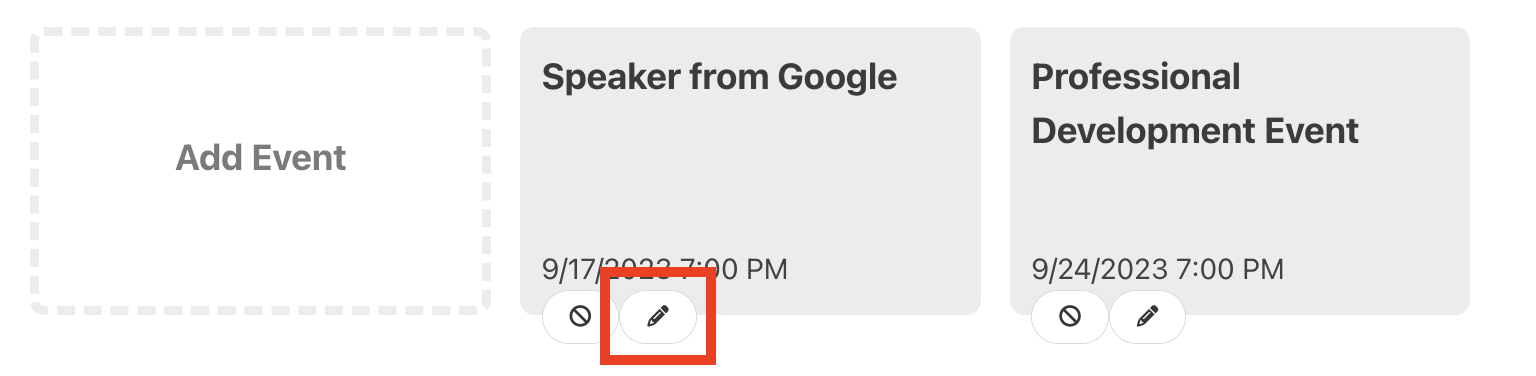 Add Event
Speaker from Google
9/17/2023 7:00 PM
Professional
Development Event
9/24/2023 7:00 PM